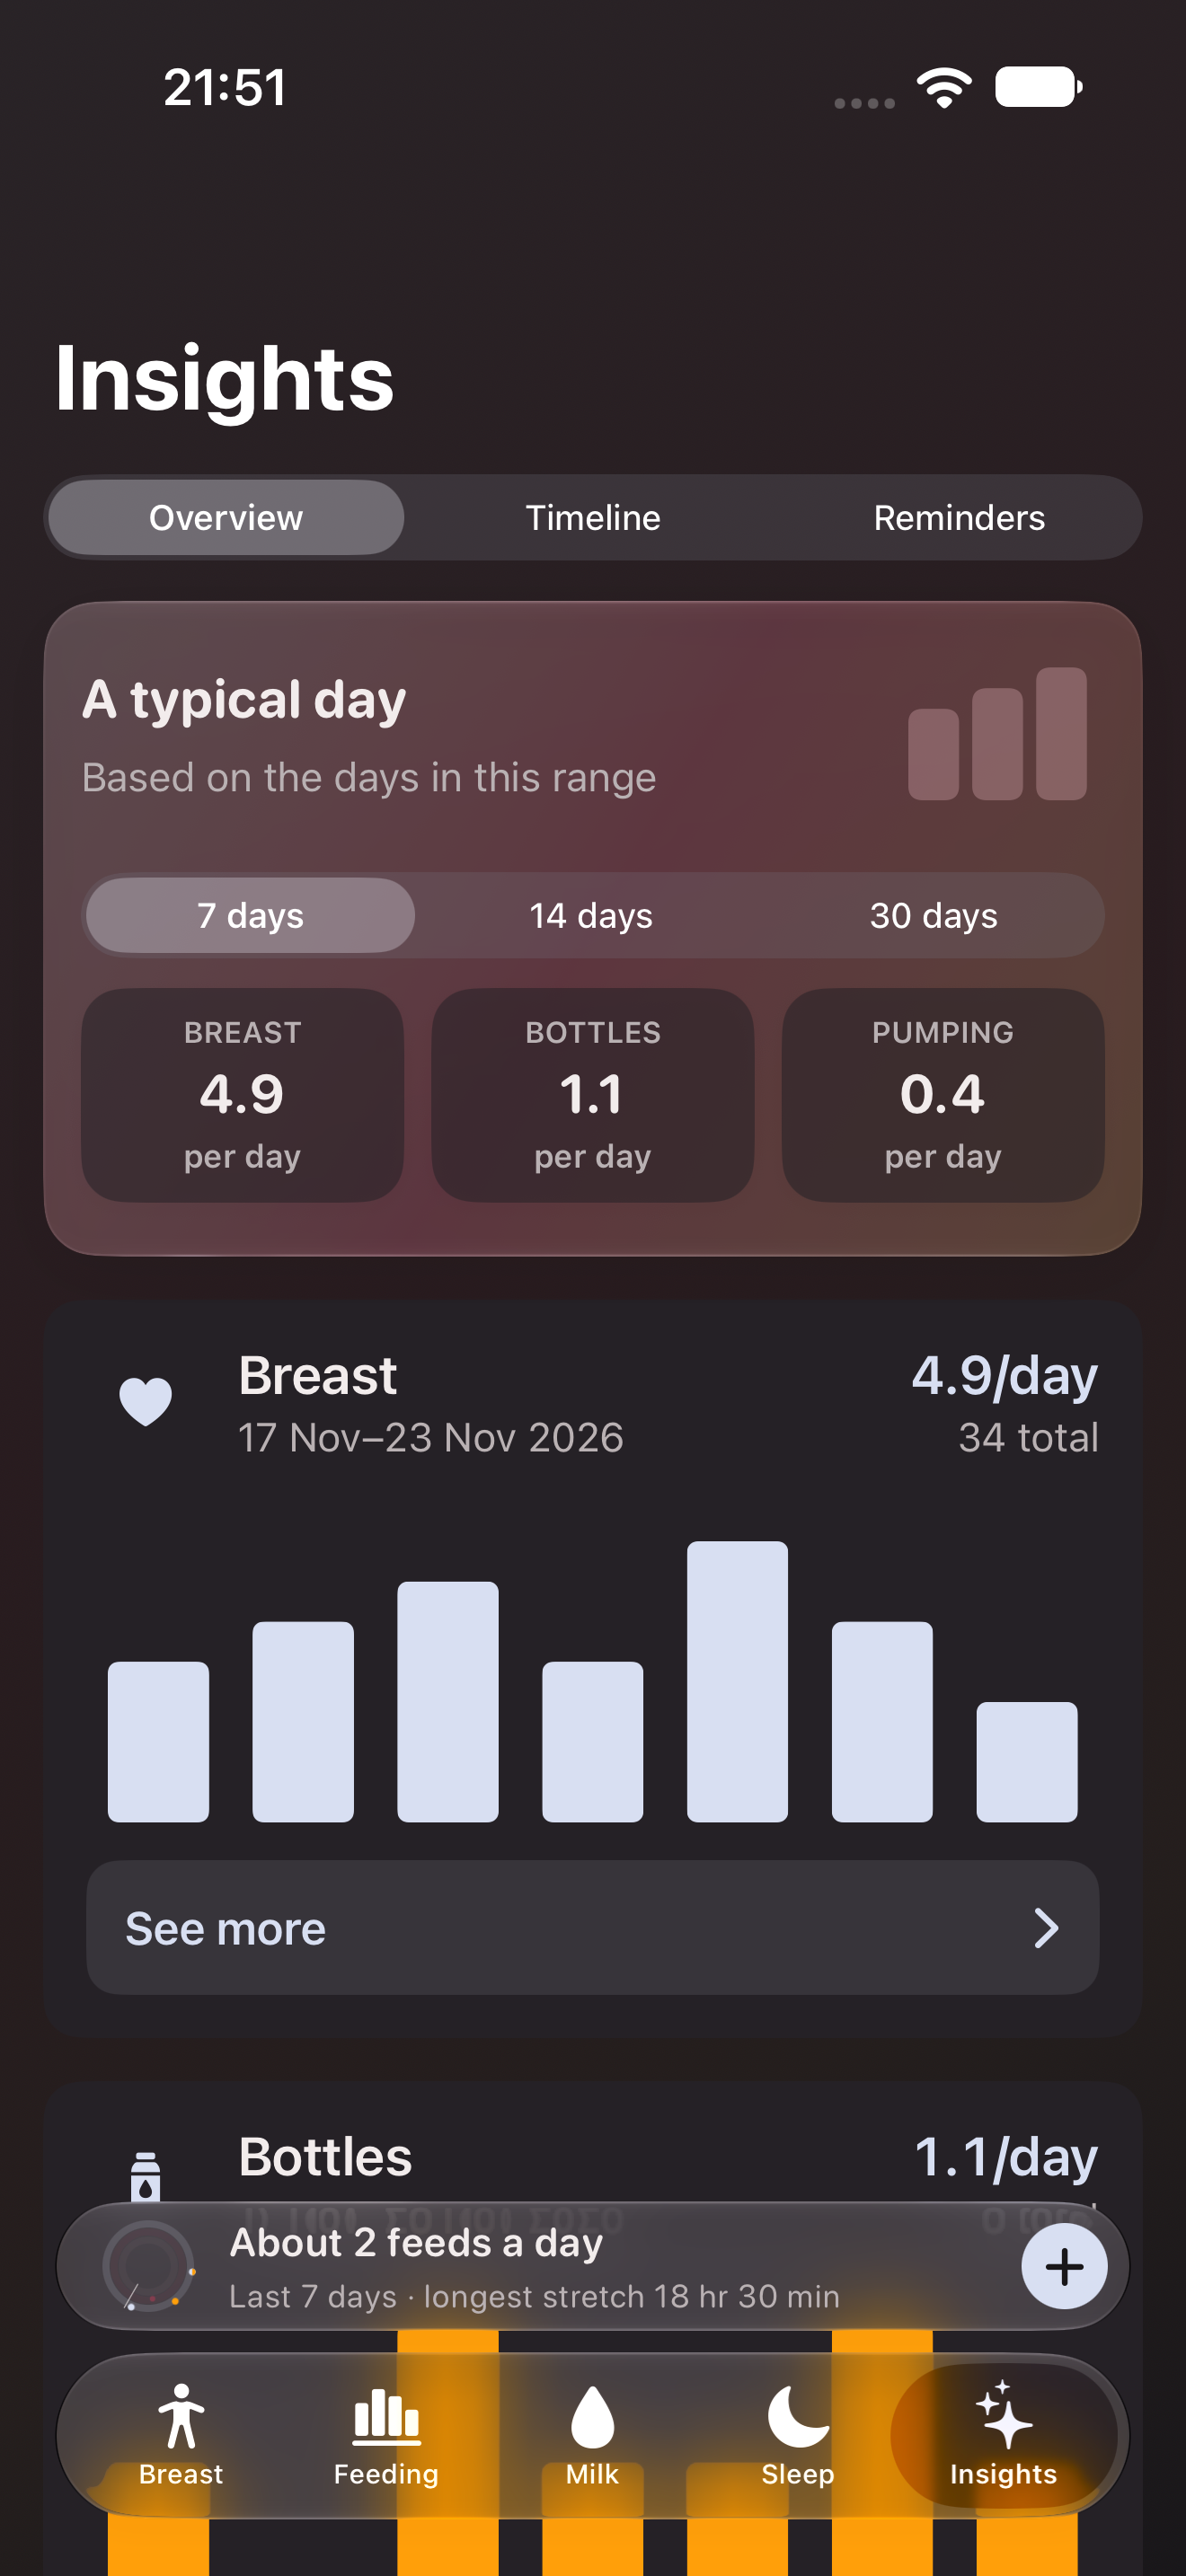 21:51
Insights
Overview
Timeline
Reminders
A typical day
Based on the days in this range
7 days
14 days
30 days
BREAST
4.9
per day
BOTTLES
1.1
per day
PUMPING
0.4
per day
Breast
4.9/day
17 Nov–23 Nov 2026
34 total
See more
Bottles
1.1/day
About 2 feeds a day
Last 7 days · longest stretch 18 hr 30 min
Breast
Feeding
Milk
Sleep
Insights